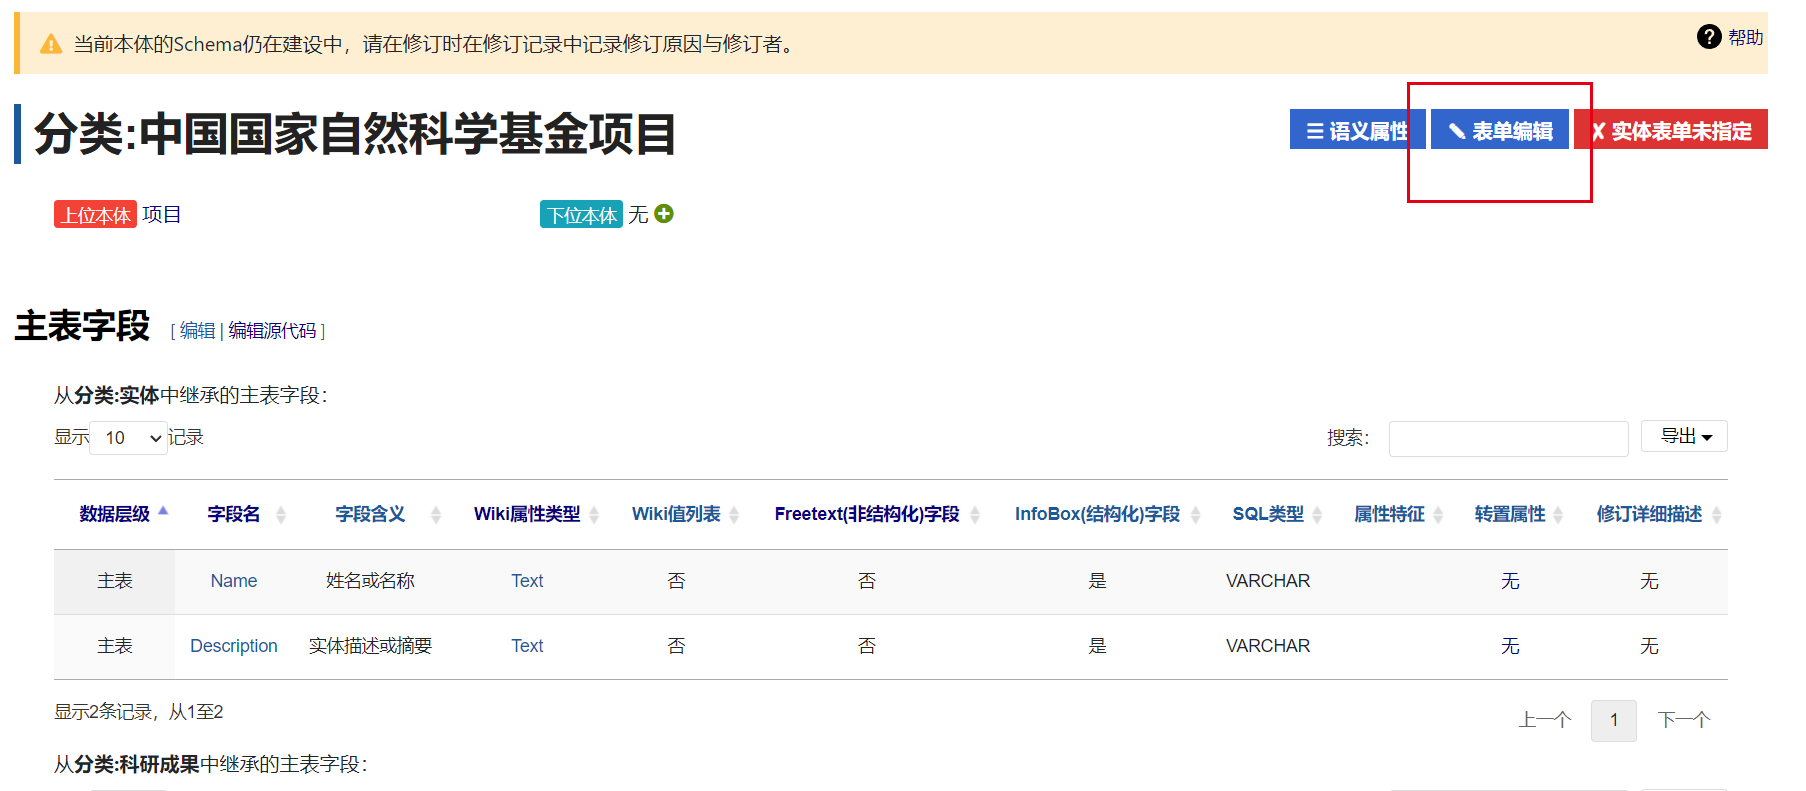 当前本体的Schema仍在建设中，请在修订时在修订记录中记录修订原因与修订者。
帮助
分类:中国国家自然科学基金项目
语义属性 表单编辑 实体表单未指定
上位本体 项目 下位本体 无
主表字段 [ 编辑 | 编辑源代码 ]
从分类:实体中继承的主表字段：
显示 10 记录 搜索： 导出
数据层级 字段名 字段含义 Wiki属性类型 Wiki值列表 Freetext(非结构化)字段 InfoBox(结构化)字段 SQL类型 属性特征 转置属性 修订详细描述
主表 Name 姓名或名称 Text 否 否 是 VARCHAR 无 无
主表 Description 实体描述或摘要 Text 否 否 是 VARCHAR 无 无
显示2条记录，从1至2
上一个 1 下一个
从分类:科研成果中继承的主表字段：